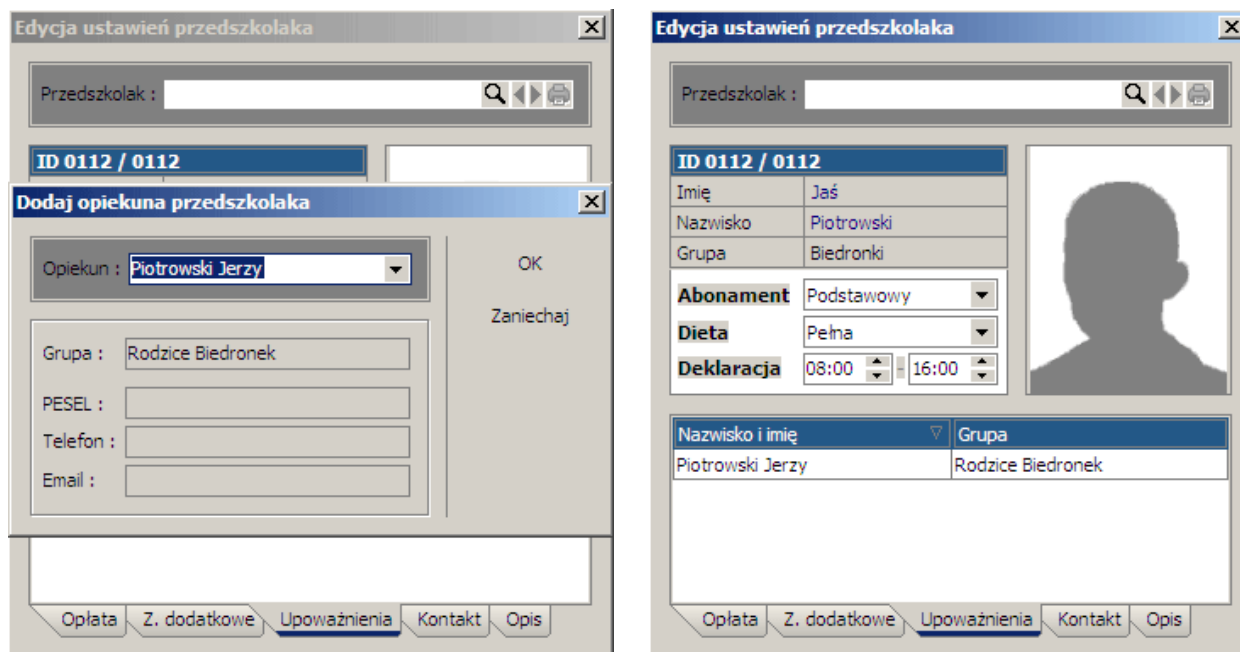 Edycja ustawień przedszkolaka
Przedszkolak :
ID 0112 / 0112
Dodaj opiekuna przedszkolaka
Opiekun : Piotrowski Jerzy
OK
Zaniechaj
Grupa : Rodzice Biedronek
PESEL :
Telefon :
Email :
Opłata Z. dodatkowe Upoważnienia Kontakt Opis
Edycja ustawień przedszkolaka
Przedszkolak :
ID 0112 / 0112
Imię Jaś
Nazwisko Piotrowski
Grupa Biedronki
Abonament Podstawowy
Dieta Pełna
Deklaracja 08:00 - 16:00
Nazwisko i imię Grupa
Piotrowski Jerzy Rodzice Biedronek
Opłata Z. dodatkowe Upoważnienia Kontakt Opis